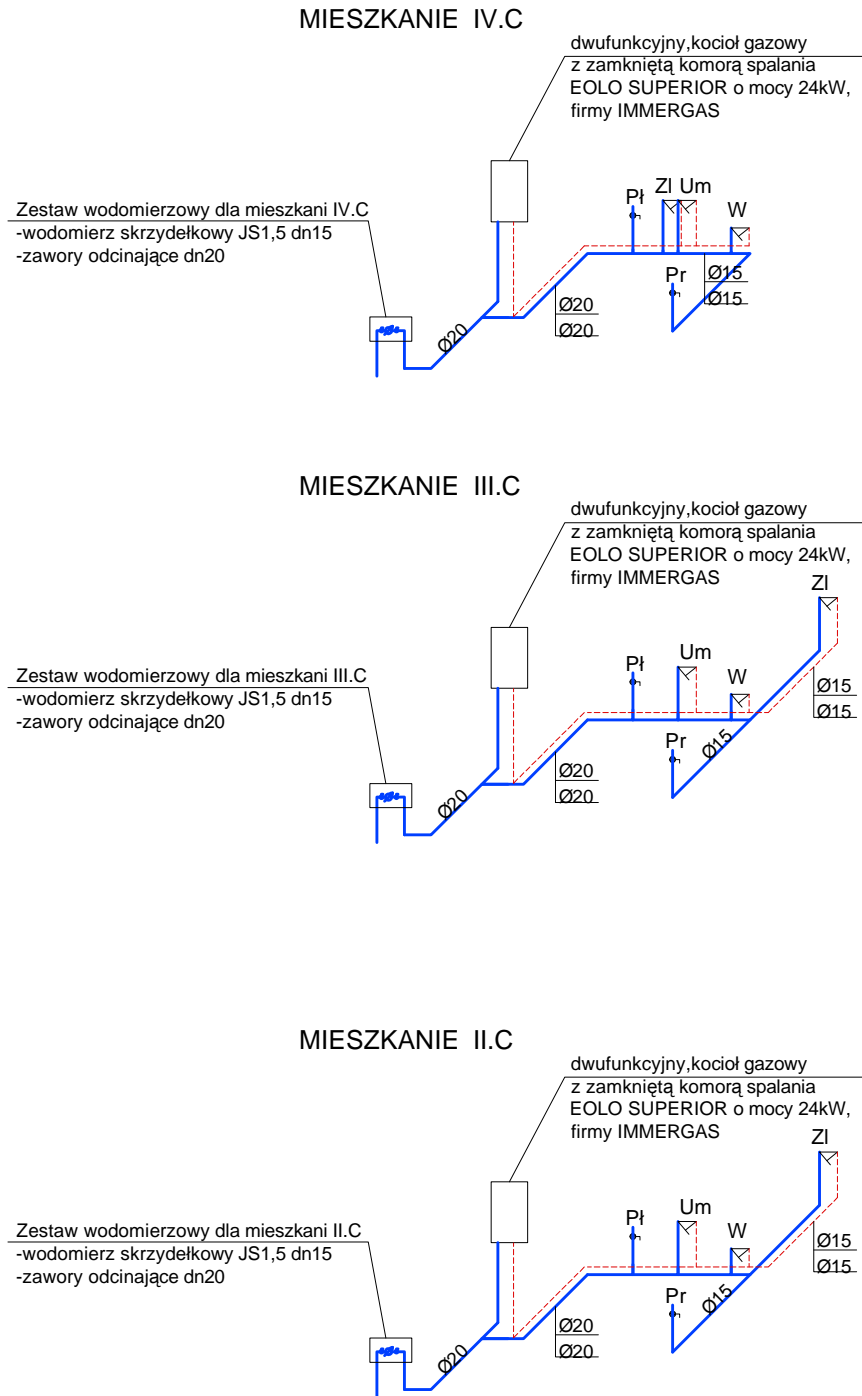 MIESZKANIE IV.C
dwufunkcyjny,kocioł gazowy
z zamkniętą komorą spalania
EOLO SUPERIOR o mocy 24kW,
firmy IMMERGAS
Zestaw wodomierzowy dla mieszkani IV.C
-wodomierz skrzydełkowy JS1,5 dn15
-zawory odcinające dn20
Pł
Zl
Um
W
Pr
Ø15
Ø15
Ø20
Ø20
Ø20
MIESZKANIE III.C
dwufunkcyjny,kocioł gazowy
z zamkniętą komorą spalania
EOLO SUPERIOR o mocy 24kW,
firmy IMMERGAS
Zl
Zestaw wodomierzowy dla mieszkani III.C
-wodomierz skrzydełkowy JS1,5 dn15
-zawory odcinające dn20
Pł
Um
W
Ø15
Ø15
Pr
Ø15
Ø20
Ø20
Ø20
MIESZKANIE II.C
dwufunkcyjny,kocioł gazowy
z zamkniętą komorą spalania
EOLO SUPERIOR o mocy 24kW,
firmy IMMERGAS
Zl
Zestaw wodomierzowy dla mieszkani II.C
-wodomierz skrzydełkowy JS1,5 dn15
-zawory odcinające dn20
Pł
Um
W
Ø15
Ø15
Pr
Ø15
Ø20
Ø20
Ø20